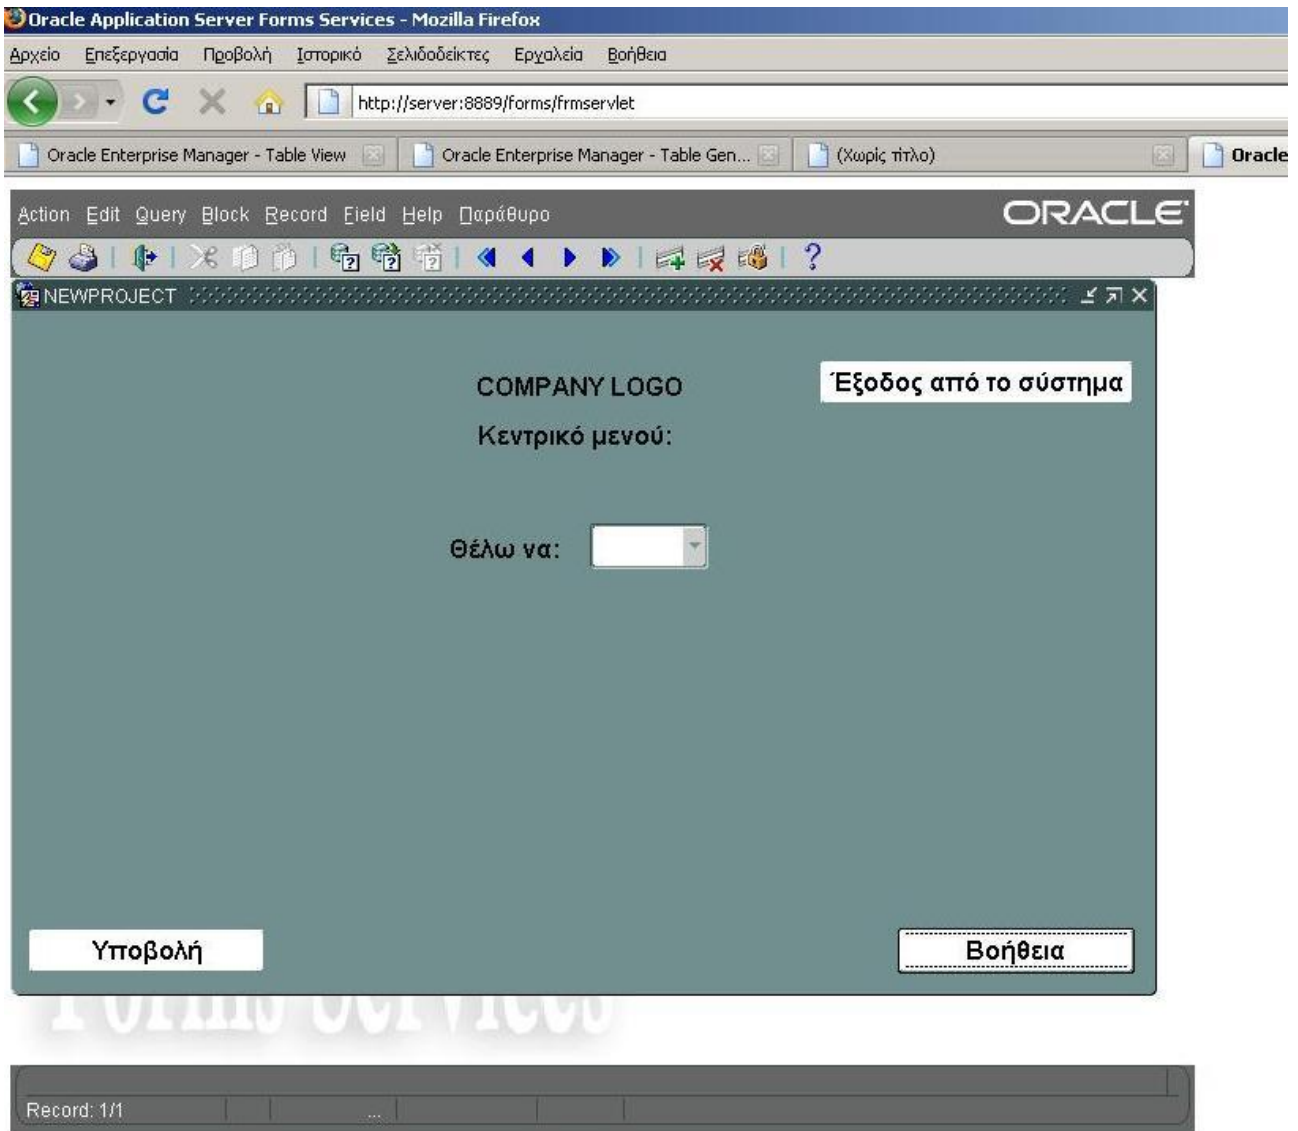 Oracle Application Server Forms Services - Mozilla Firefox
Αρχείο Επεξεργασία Προβολή Ιστορικό Σελιδοδείκτες Εργαλεία Βοήθεια
http://server:8889/forms/frmservlet
Oracle Enterprise Manager - Table View Oracle Enterprise Manager - Table Gen... (Χωρίς τίτλο) Oracle
Action Edit Query Block Record Field Help Παράθυρο ORACLE
NEWPROJECT
COMPANY LOGO Έξοδος από το σύστημα
Κεντρικό μενού:
Θέλω να:
Υποβολή Βοήθεια
Forms Services
Record: 1/1 ...